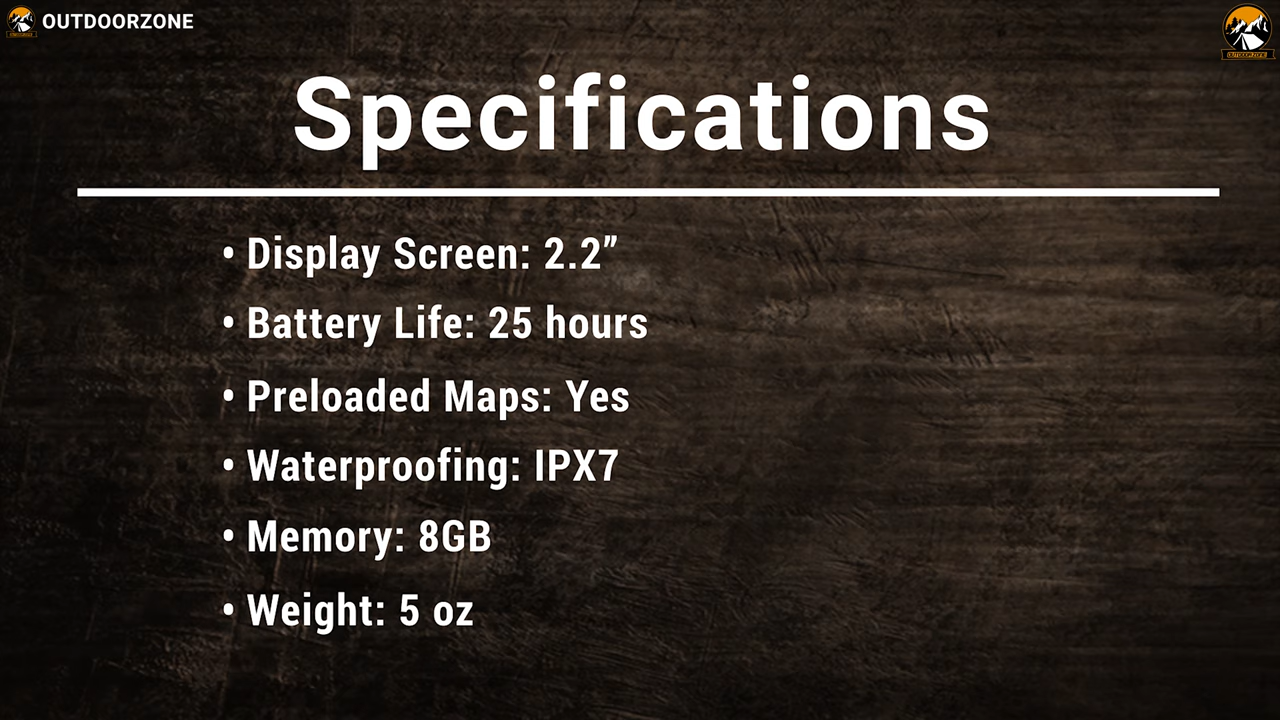 OUTDOORZONE
OUTDOORZONE
Specifications
• Display Screen: 2.2”
• Battery Life: 25 hours
• Preloaded Maps: Yes
• Waterproofing: IPX7
• Memory: 8GB
• Weight: 5 oz